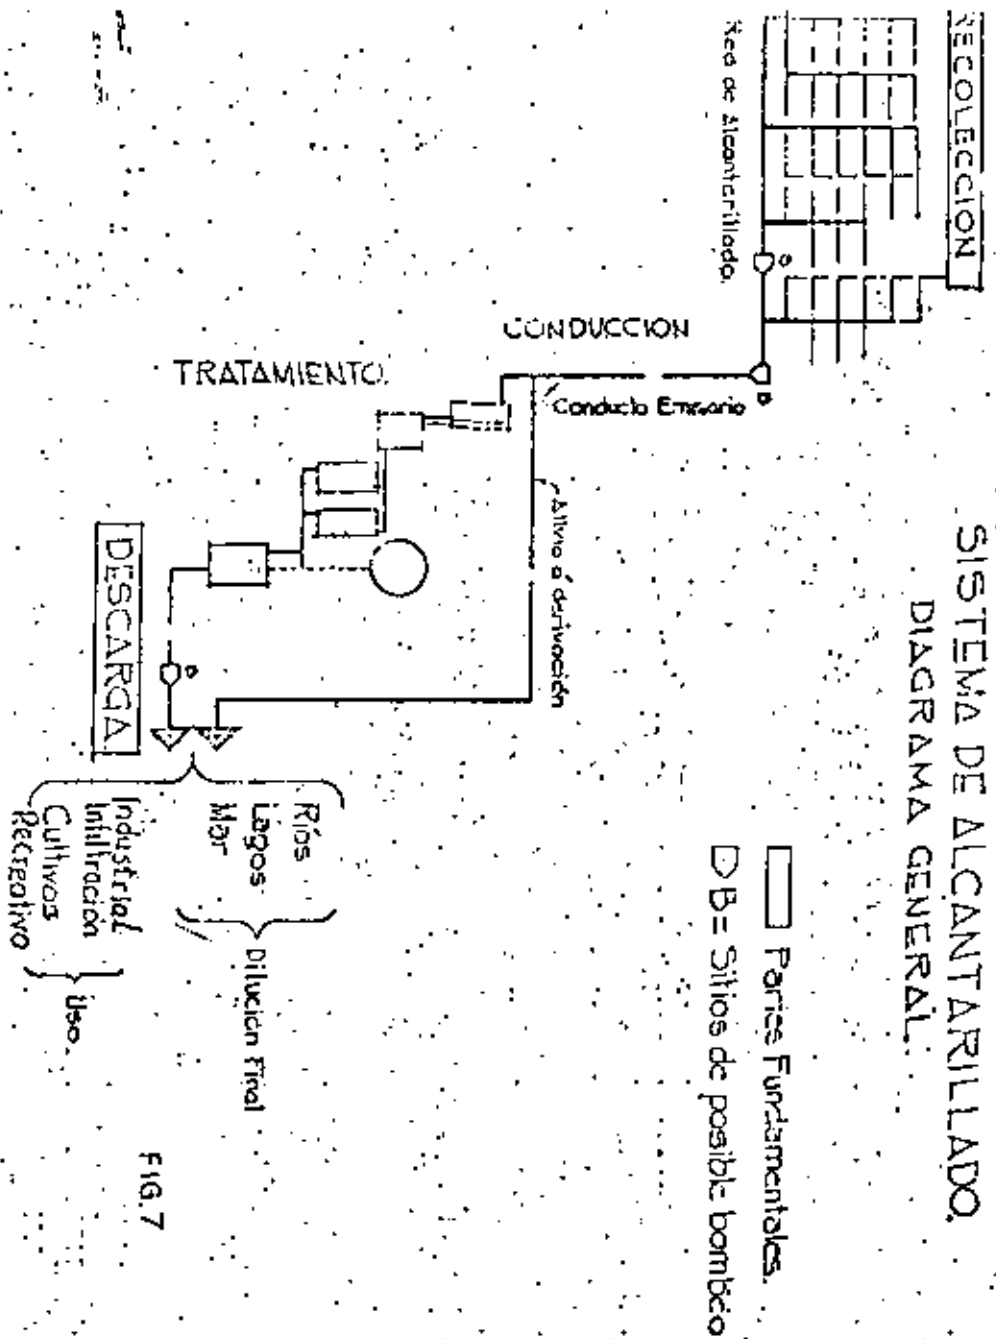 SISTEMA DE ALCANTARILLADO.
DIAGRAMA GENERAL.
Partes Fundamentales.
B = Sitios de posible bombeo
RECOLECCION
Red de Alcantarillado.
CONDUCCION
Conducto Emisario
Alivio ó derivación
TRATAMIENTO.
DESCARGA
Ríos
Lagos
Mar
Dilución Final
Industrial
Infiltración
Cultivos
Recreativo
Uso.
FIG. 7